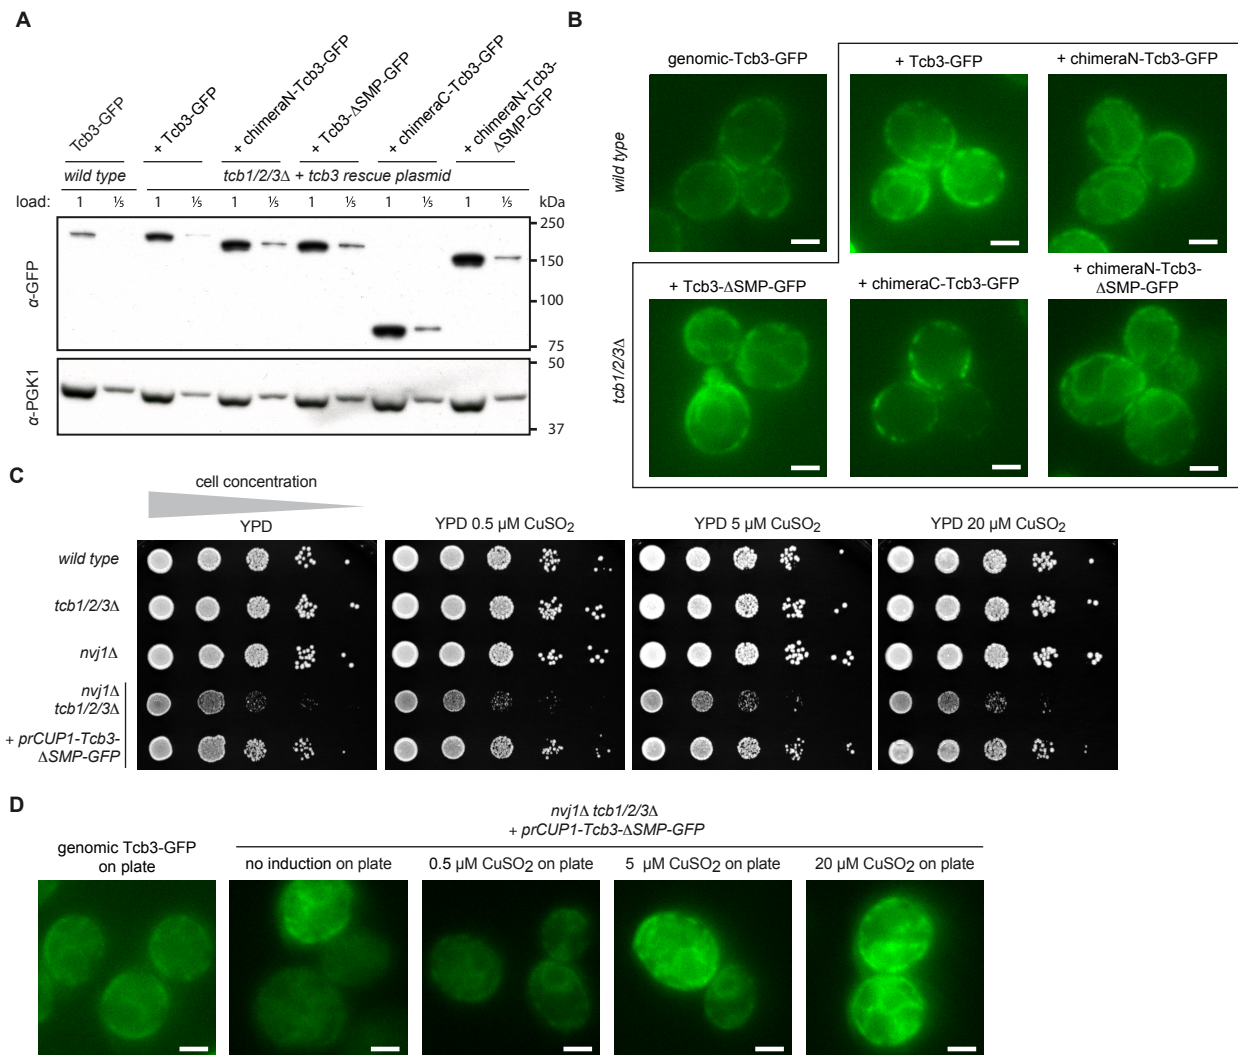 A
Tcb3-GFP
+ Tcb3-GFP
+ chimeraN-Tcb3-GFP
+ Tcb3-ΔSMP-GFP
+ chimeraC-Tcb3-GFP
+ chimeraN-Tcb3-
ΔSMP-GFP
wild type
tcb1/2/3Δ + tcb3 rescue plasmid
load: 1 ⅕ 1 ⅕ 1 ⅕ 1 ⅕ 1 ⅕ 1 ⅕ kDa
α-GFP
250
150
100
75
α-PGK1
50
37
B
genomic-Tcb3-GFP
+ Tcb3-GFP
+ chimeraN-Tcb3-GFP
wild type
+ Tcb3-ΔSMP-GFP
+ chimeraC-Tcb3-GFP
+ chimeraN-Tcb3-
ΔSMP-GFP
tcb1/2/3Δ
C
cell concentration
YPD
YPD 0.5 µM CuSO2
YPD 5 µM CuSO2
YPD 20 µM CuSO2
wild type
tcb1/2/3Δ
nvj1Δ
nvj1Δ
tcb1/2/3Δ
+ prCUP1-Tcb3-
ΔSMP-GFP
D
nvj1Δ tcb1/2/3Δ
+ prCUP1-Tcb3-ΔSMP-GFP
genomic Tcb3-GFP
on plate
no induction on plate
0.5 µM CuSO2 on plate
5 µM CuSO2 on plate
20 µM CuSO2 on plate